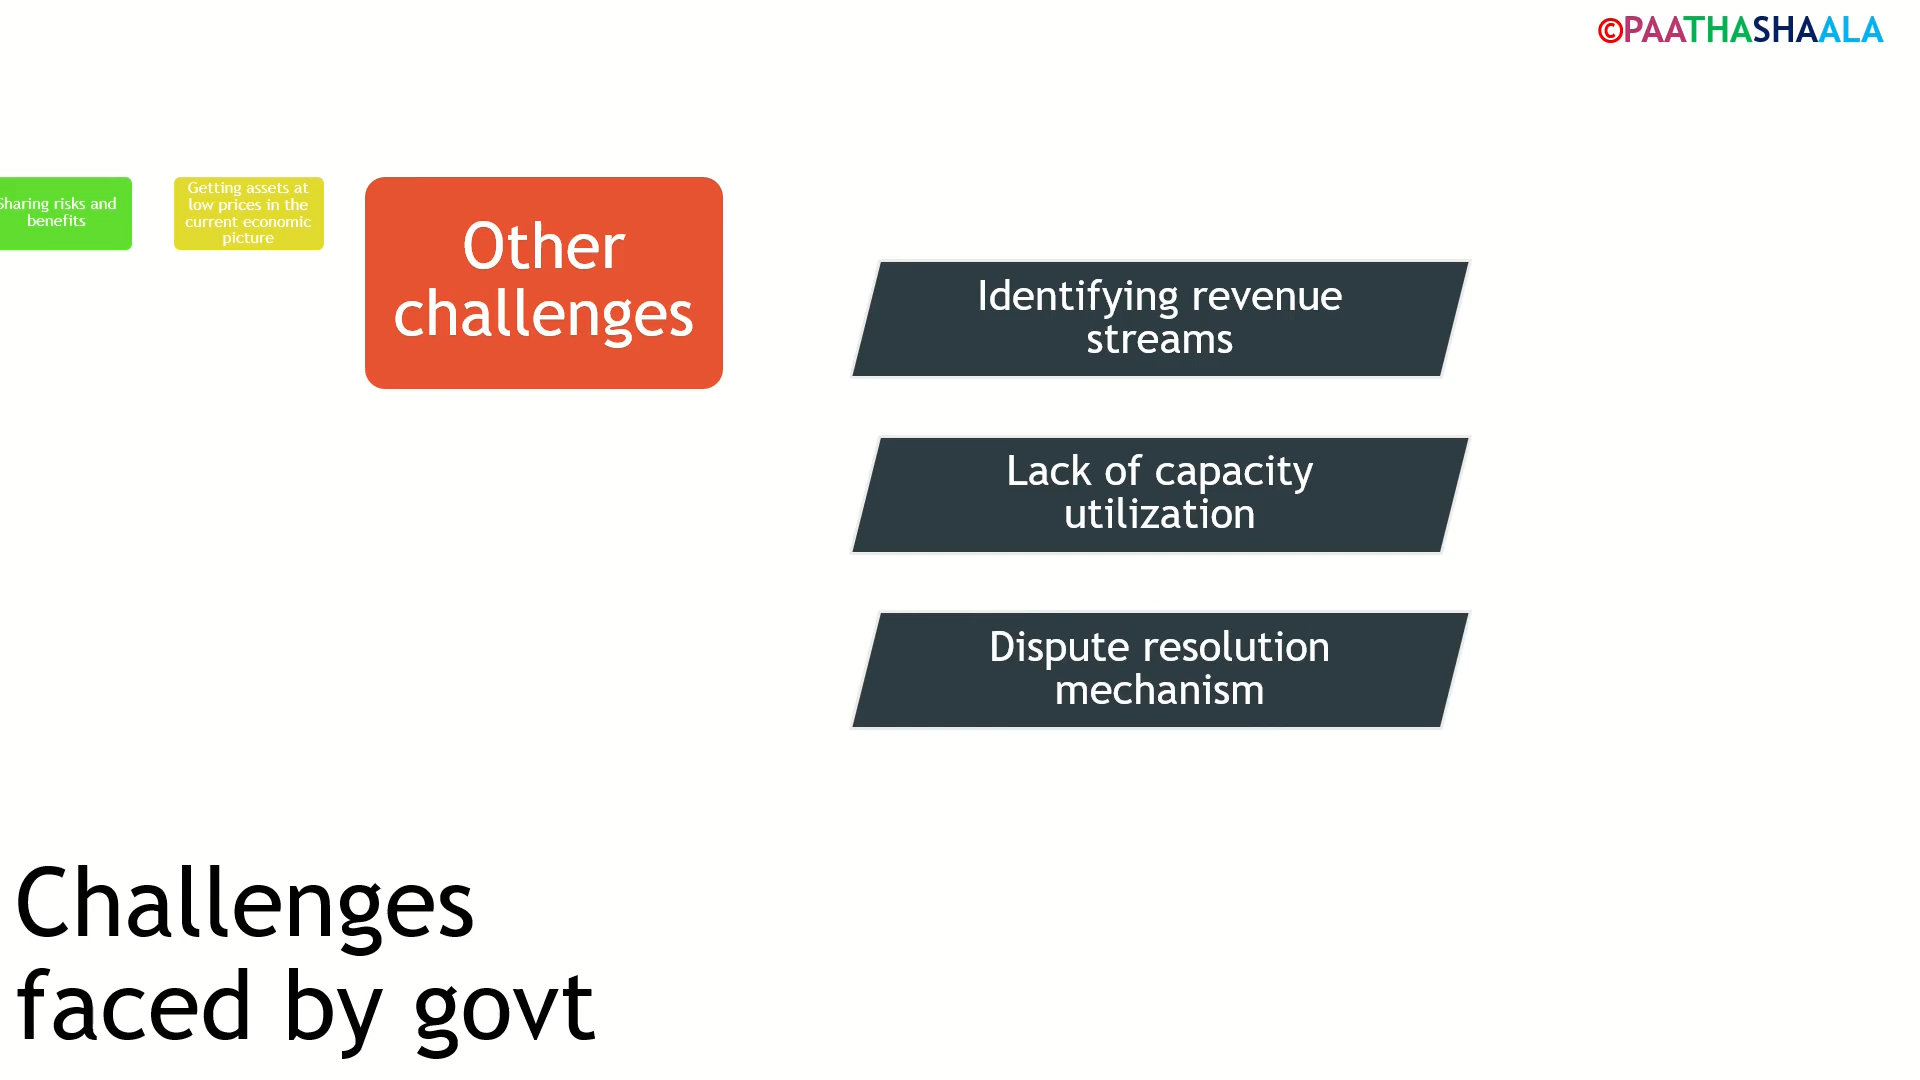 ©PAATHASHAALA
Sharing risks and
benefits
Getting assets at
low prices in the
current economic
picture
Other
challenges
Identifying revenue
streams
Lack of capacity
utilization
Dispute resolution
mechanism
Challenges
faced by govt